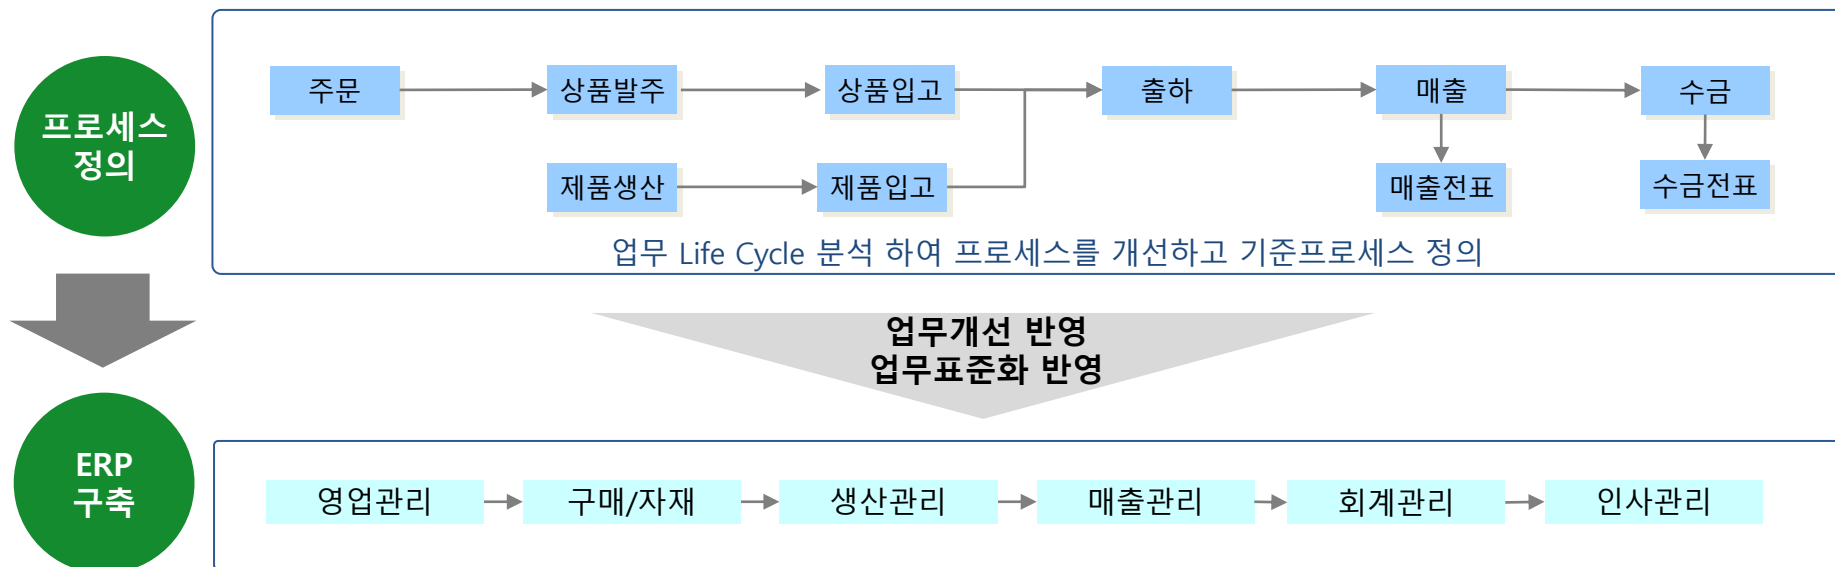 프로세스
정의
주문
상품발주
상품입고
출하
매출
수금
제품생산
제품입고
매출전표
수금전표
업무 Life Cycle 분석 하여 프로세스를 개선하고 기준프로세스 정의
업무개선 반영
업무표준화 반영
ERP
구축
영업관리
구매/자재
생산관리
매출관리
회계관리
인사관리